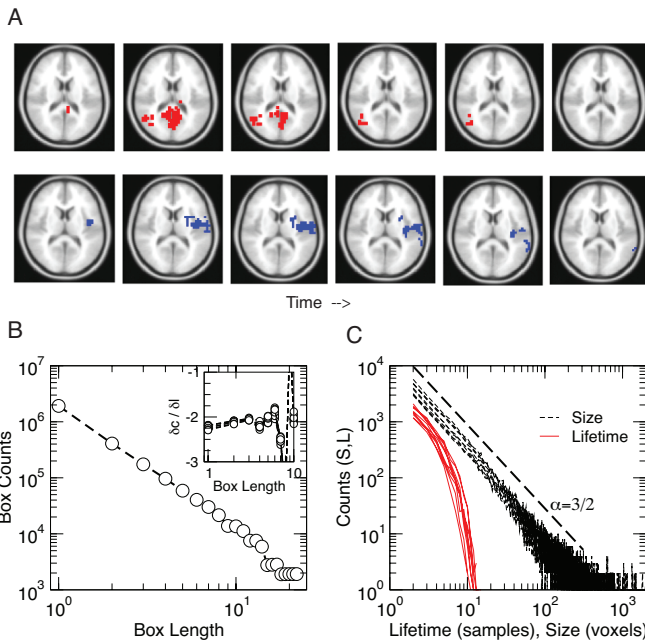 A
Time -->
B
10^7
10^6
10^5
10^4
10^3
Box Counts
10^0
10^1
Box Length
-1
-2
-3
δc / δl
1
10
Box Length
C
10^4
10^3
10^2
10^1
10^0
Counts (S,L)
Size
Lifetime
α=3/2
10^0
10^1
10^2
10^3
Lifetime (samples), Size (voxels)